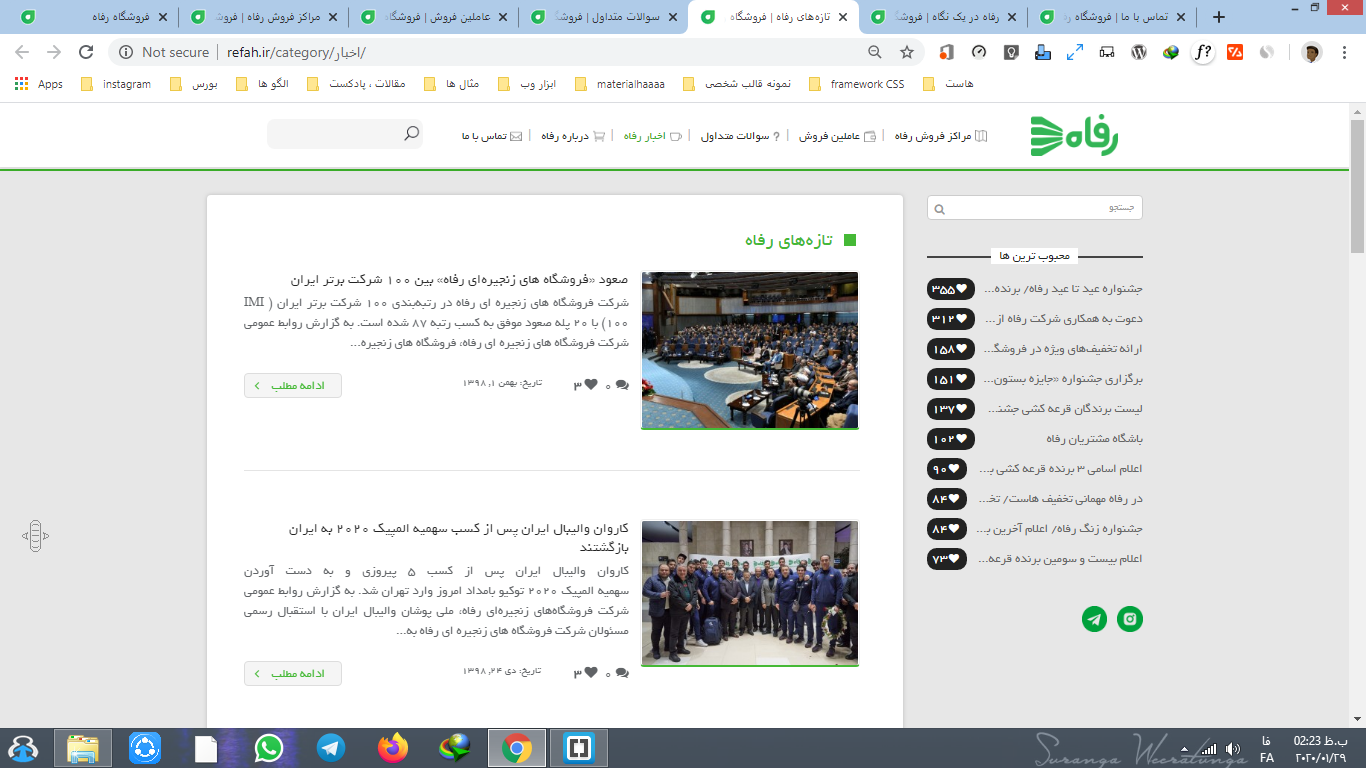 فروشگاه رفاه
مراکز فروش رفاه | فروش
عاملین فروش | فروشگاه
سوالات متداول | فروشگ
تازه‌های رفاه | فروشگاه
رفاه در یک نگاه | فروشگ
تماس با ما | فروشگاه رف
Not secure | refah.ir/category/اخبار/
Apps
instagram
بورس
الگو ها
مقالات ، پادکست
مثال ها
ابزار وب
materialhaaaa
نمونه قالب شخصی
framework CSS
هاست
رفاه
مراکز فروش رفاه
عاملین فروش
سوالات متداول
اخبار رفاه
درباره رفاه
تماس با ما
جستجو
محبوب ترین ها
جشنواره عید تا عید رفاه/ برنده... ۳۵۵
دعوت به همکاری شرکت رفاه از... ۳۱۲
ارائه تخفیف‌های ویژه در فروشگ... ۱۵۸
برگزاری جشنواره «جایزه بستون... ۱۵۱
لیست برندگان قرعه کشی جشنـ... ۱۳۷
باشگاه مشتریان رفاه ۱۰۲
اعلام اسامی ۳ برنده قرعه کشی بـ... ۹۰
در رفاه مهمانی تخفیف هاست/ تخـ... ۸۴
جشنواره زنگ رفاه/ اعلام آخرین بـ... ۸۴
اعلام بیست و سومین برنده قرعه... ۷۳
تازه‌های رفاه
صعود «فروشگاه های زنجیره‌ای رفاه» بین ۱۰۰ شرکت برتر ایران
شرکت فروشگاه های زنجیره ای رفاه در رتبه‌بندی ۱۰۰ شرکت برتر ایران ( IMI
۱۰۰) با ۲۰ پله صعود موفق به کسب رتبه ۸۷ شده است. به گزارش روابط عمومی
شرکت فروشگاه های زنجیره ای رفاه، فروشگاه های زنجیره...
۰ ۳ تاریخ: بهمن ۱, ۱۳۹۸
ادامه مطلب
کاروان والیبال ایران پس از کسب سهمیه المپیک ۲۰۲۰ به ایران
بازگشتند
کاروان والیبال ایران پس از کسب ۵ پیروزی و به دست آوردن
سهمیه المپیک ۲۰۲۰ توکیو بامداد امروز وارد تهران شد. به گزارش روابط عمومی
شرکت فروشگاه‌های زنجیره‌ای رفاه، ملی پوشان والیبال ایران با استقبال رسمی
مسئولان شرکت فروشگاه های زنجیره ای رفاه به...
۰ ۳ تاریخ: دی ۲۴, ۱۳۹۸
ادامه مطلب
Suranga Weeratunga
فا
FA
02:23 ب.ظ
۲۰۲۰/۰۱/۲۹